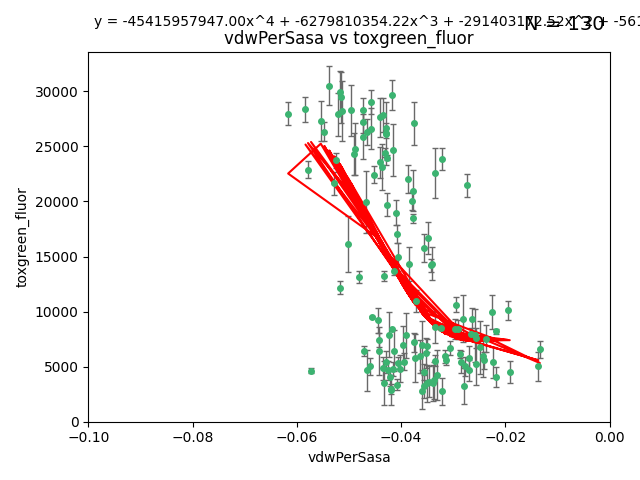 y = -45415957947.00x^4 + -6279810354.22x^3 + -291403172.52x^2 + -561
N = 130
vdwPerSasa vs toxgreen_fluor
30000
25000
20000
15000
10000
5000
0
toxgreen_fluor
−0.10 −0.08 −0.06 −0.04 −0.02 0.00
vdwPerSasa